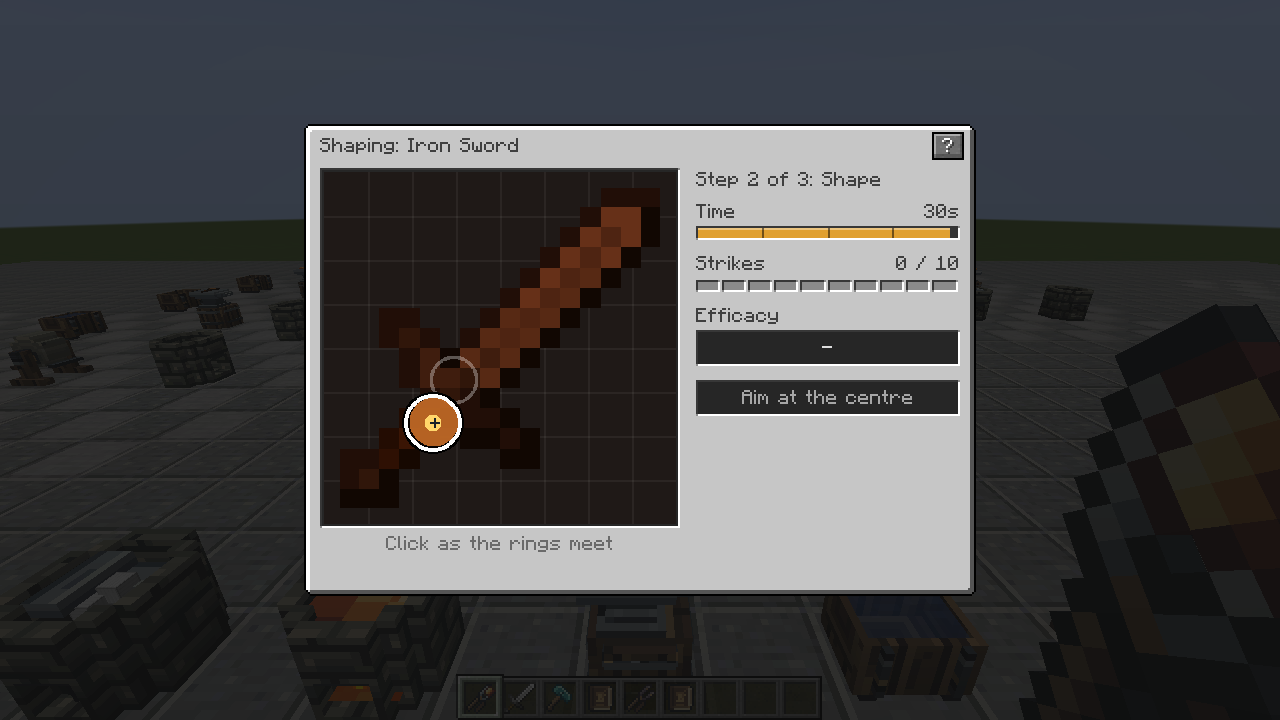 Shaping: Iron Sword
?
Step 2 of 3: Shape
Time 30s
Strikes 0 / 10
Efficacy
–
Aim at the centre
Click as the rings meet